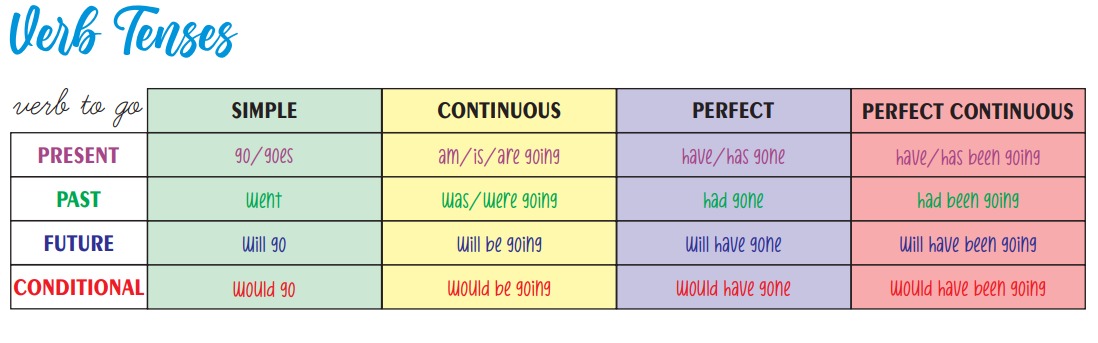 Verb Tenses
verb to go SIMPLE CONTINUOUS PERFECT PERFECT CONTINUOUS
PRESENT go/goes am/is/are going have/has gone have/has been going
PAST went was/were going had gone had been going
FUTURE will go will be going will have gone will have been going
CONDITIONAL would go would be going would have gone would have been going